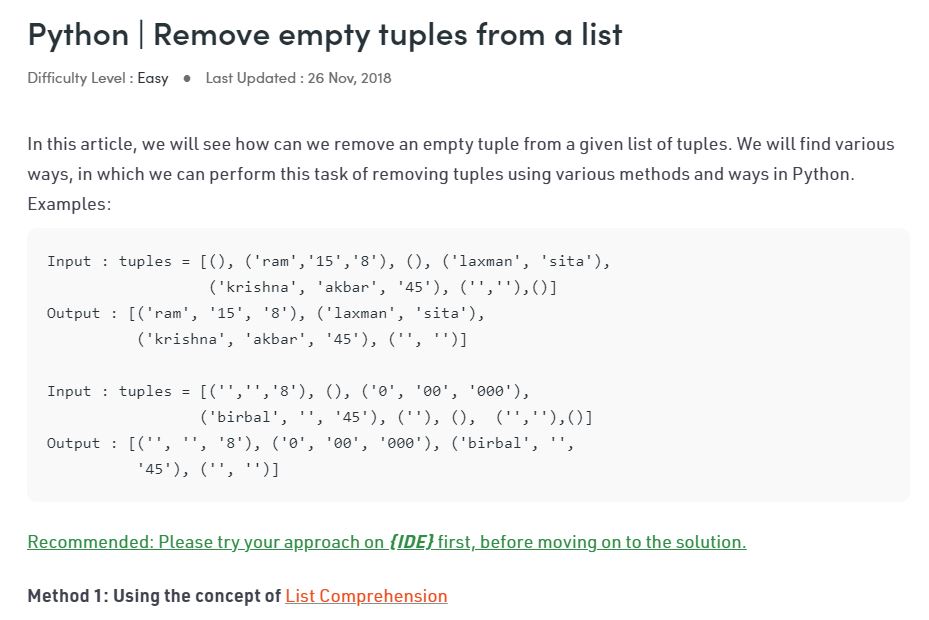 Python | Remove empty tuples from a list
Difficulty Level : Easy ● Last Updated : 26 Nov, 2018
In this article, we will see how can we remove an empty tuple from a given list of tuples. We will find various
ways, in which we can perform this task of removing tuples using various methods and ways in Python.
Examples:
Input : tuples = [(), ('ram','15','8'), (), ('laxman', 'sita'),
('krishna', 'akbar', '45'), ('',''),()]
Output : [('ram', '15', '8'), ('laxman', 'sita'),
('krishna', 'akbar', '45'), ('', '')]
Input : tuples = [('','','8'), (), ('0', '00', '000'),
('birbal', '', '45'), (''), (),  ('',''),()]
Output : [('', '', '8'), ('0', '00', '000'), ('birbal', '',
'45'), ('', '')]
Recommended: Please try your approach on {IDE} first, before moving on to the solution.
Method 1: Using the concept of List Comprehension